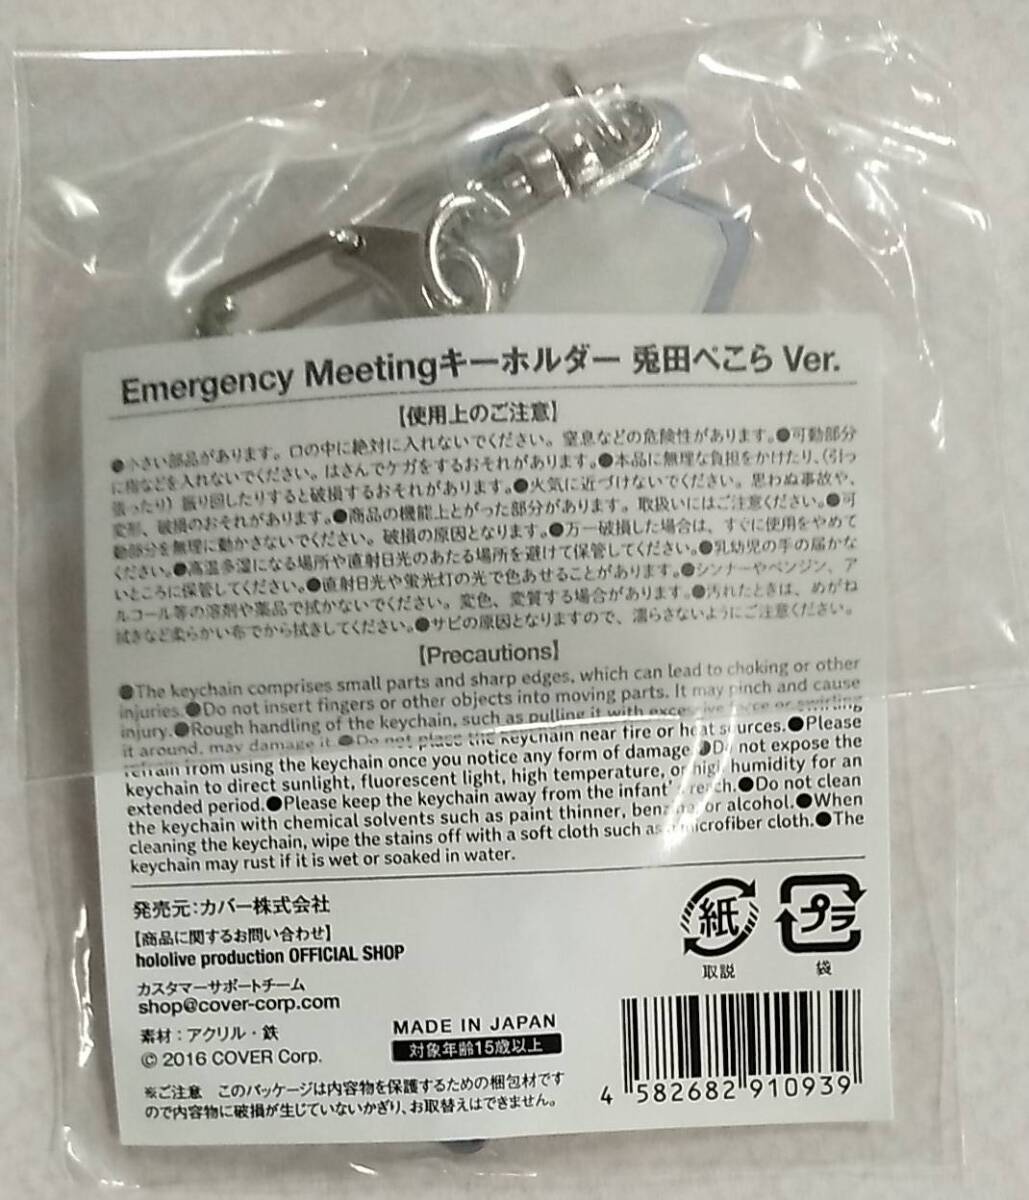 Emergency Meetingキーホルダー 兎田ぺこら Ver.
【使用上のご注意】
●小さい部品があります。口の中に絶対に入れないでください。窒息などの危険性があります。●可動部分
に指などを入れないでください。はさんでケガをするおそれがあります。●本品に無理な負担をかけたり、(引っ
張ったり) 振り回したりすると破損するおそれがあります。●火気に近づけないでください。思わぬ事故や、
変形、破損のおそれがあります。●商品の機能上とがった部分があります。取扱いにはご注意ください。●可
動部分を無理に動かさないでください。破損の原因となります。●万一破損した場合は、すぐに使用をやめて
ください。●高温多湿になる場所や直射日光のあたる場所を避けて保管してください。●乳幼児の手の届かな
いところに保管してください。●直射日光や蛍光灯の光で色あせることがあります。●シンナーやベンジン、ア
ルコール等の溶剤や薬品で拭かないでください。変色、変質する場合があります。●汚れたときは、めがね
拭きなど柔らかい布でから拭きしてください。●サビの原因となりますので、濡らさないようにご注意ください。
【Precautions】
●The keychain comprises small parts and sharp edges, which can lead to choking or other
injuries.●Do not insert fingers or other objects into moving parts. It may pinch and cause
injury.●Rough handling of the keychain, such as pulling it with excessive force or swirling
it around, may damage it.●Do not place the keychain near fire or heat sources.●Please
refrain from using the keychain once you notice any form of damage.●Do not expose the
keychain to direct sunlight, fluorescent light, high temperature, or high humidity for an
extended period.●Please keep the keychain away from the infant's reach.●Do not clean
the keychain with chemical solvents such as paint thinner, benzine, or alcohol.●When
cleaning the keychain, wipe the stains off with a soft cloth such as a microfiber cloth.●The
keychain may rust if it is wet or soaked in water.
発売元:カバー株式会社
【商品に関するお問い合わせ】
hololive production OFFICIAL SHOP
カスタマーサポートチーム
shop@cover-corp.com
素材:アクリル・鉄
© 2016 COVER Corp.
MADE IN JAPAN
対象年齢15歳以上
※ご注意 このパッケージは内容物を保護するための梱包材ですの
で内容物に破損が生じていないかぎり、お取替えはできません。
紙
取説
プラ
袋
4 582682 910939